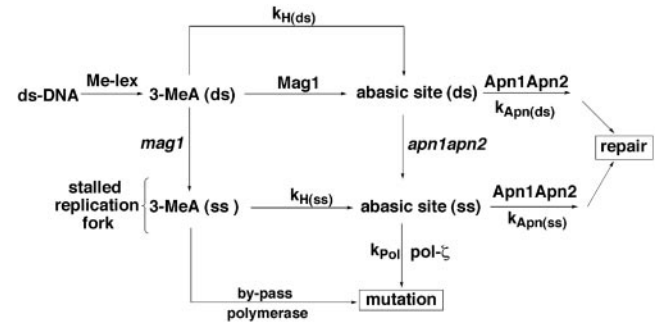 kH(ds)
ds-DNA Me-lex 3-MeA (ds) Mag1 abasic site (ds) Apn1Apn2
kApn(ds)
mag1 apn1apn2 repair
stalled
replication
fork
3-MeA (ss ) kH(ss) abasic site (ss) Apn1Apn2
kApn(ss)
kPol pol-ζ
by-pass
polymerase
mutation